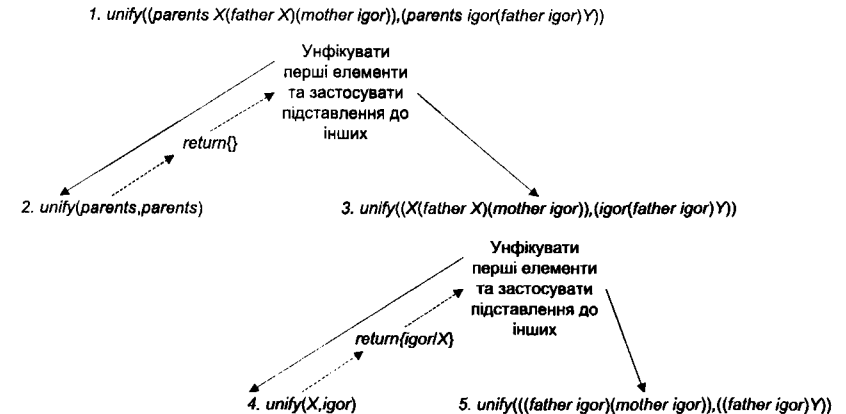 1. unify((parents X(father X)(mother igor)),(parents igor(father igor)Y))
Унфікувати
перші елементи
та застосувати
підставлення до
інших
return{}
2. unify(parents,parents)
3. unify((X(father X)(mother igor)),(igor(father igor)Y))
Унфікувати
перші елементи
та застосувати
підставлення до
інших
return{igor/X}
4. unify(X,igor)
5. unify(((father igor)(mother igor)),((father igor)Y))